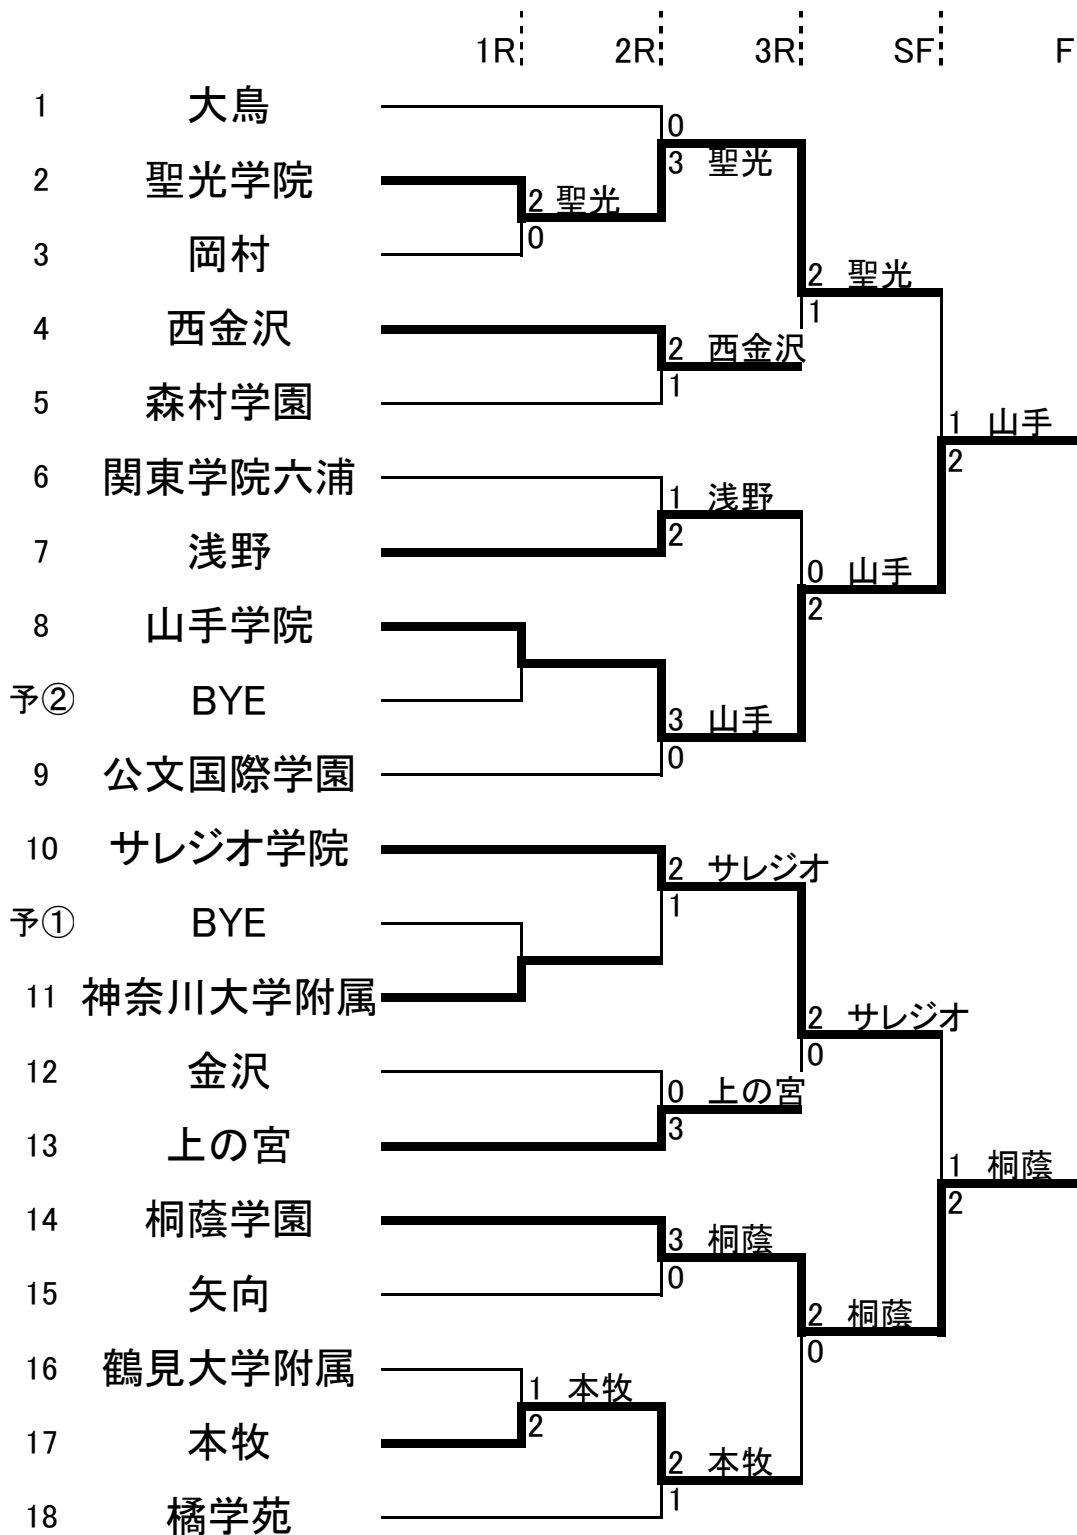 1R 2R 3R SF F
1 大鳥
0
3 聖光
2 聖光学院
2 聖光
0
3 岡村
2 聖光
1
4 西金沢
2 西金沢
1
5 森村学園
1 山手
2
6 関東学院六浦
1 浅野
2
7 浅野
0 山手
2
8 山手学院
予② BYE
3 山手
0
9 公文国際学園
10 サレジオ学院
2 サレジオ
1
予① BYE
11 神奈川大学附属
2 サレジオ
0
12 金沢
0 上の宮
3
13 上の宮
1 桐蔭
2
14 桐蔭学園
3 桐蔭
0
15 矢向
2 桐蔭
0
16 鶴見大学附属
1 本牧
2
17 本牧
2 本牧
1
18 橘学苑